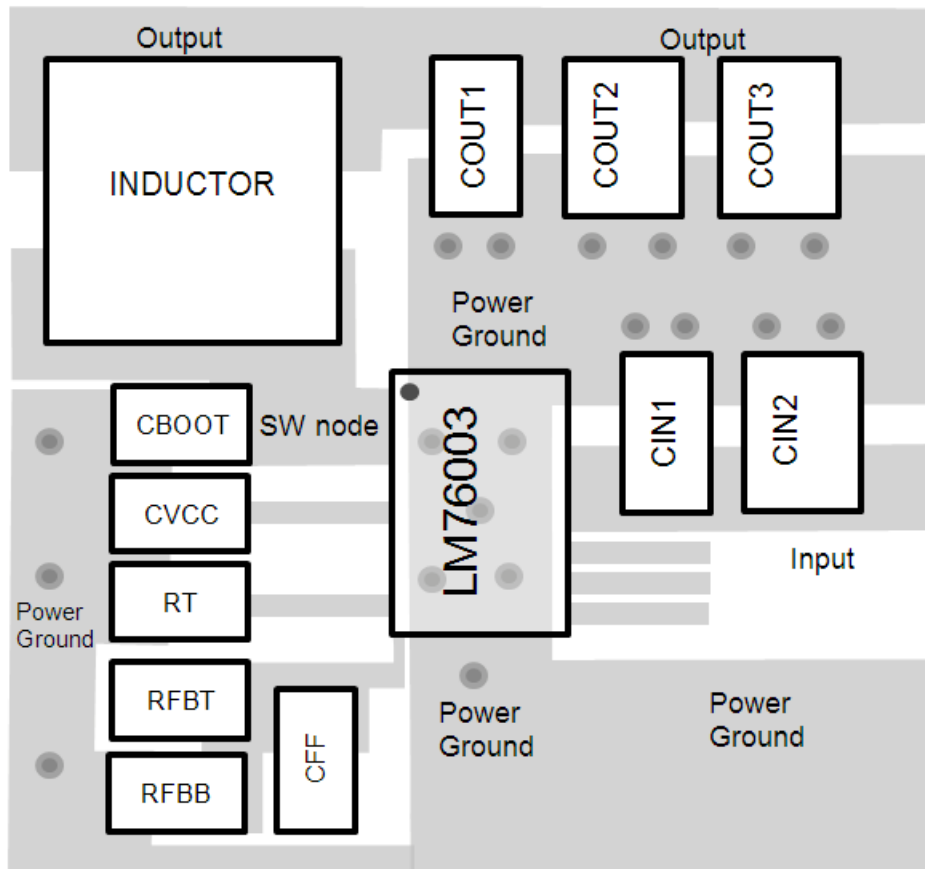 Output
Output
INDUCTOR
COUT1
COUT2
COUT3
Power
Ground
CBOOT
SW node
LM76003
CIN1
CIN2
CVCC
Input
RT
Power
Ground
RFBT
CFF
Power
Ground
Power
Ground
RFBB